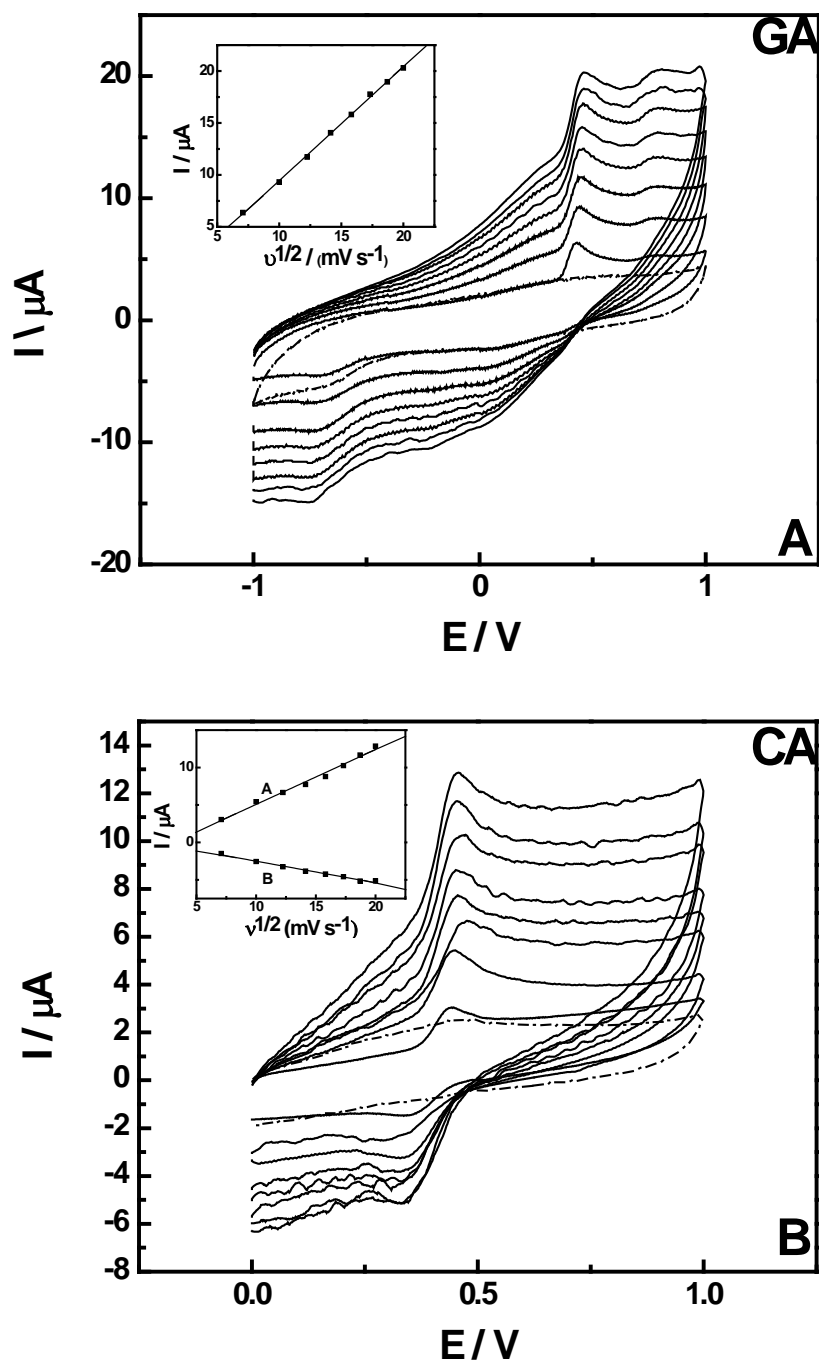 GA
20
10
0
-10
-20
I \ μA
-1 0 1
E / V
A
20
15
10
5
I / μA
5 10 15 20
υ1/2 / (mV s-1)
CA
14
12
10
8
6
4
2
0
-2
-4
-6
-8
I / μA
0.0 0.5 1.0
E / V
B
10
0
I / μA
A
B
5 10 15 20
ν1/2 (mV s-1)